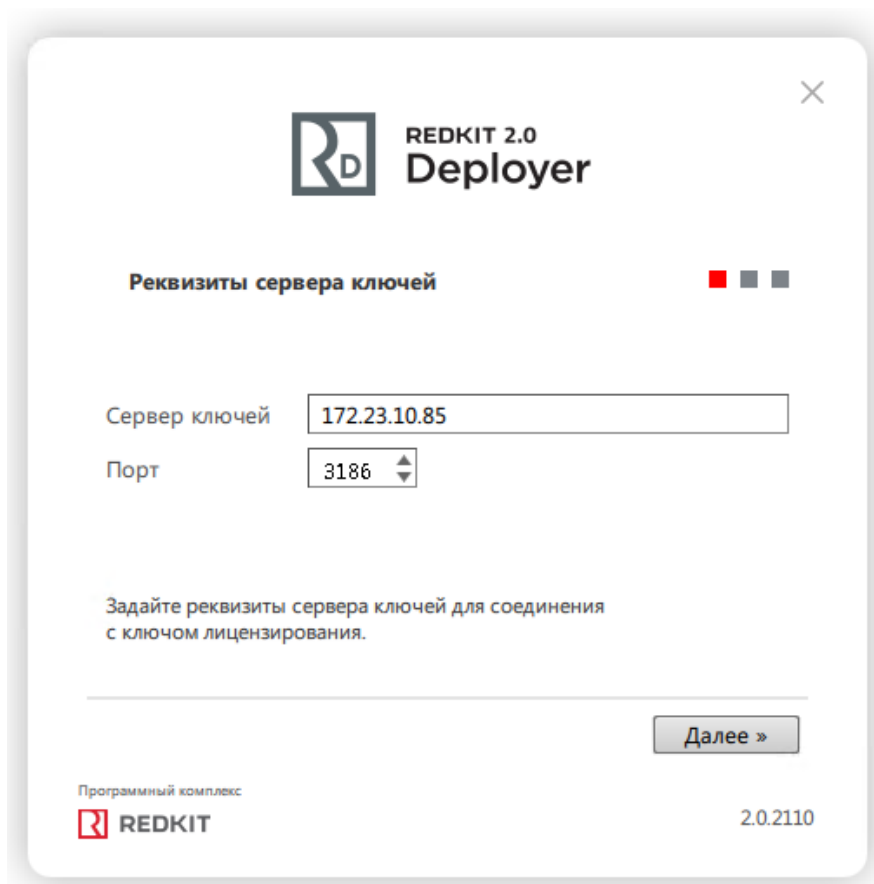 REDKIT 2.0
Deployer
Реквизиты сервера ключей
Сервер ключей 172.23.10.85
Порт 3186
Задайте реквизиты сервера ключей для соединения
с ключом лицензирования.
Далее »
Программный комплекс
REDKIT
2.0.2110